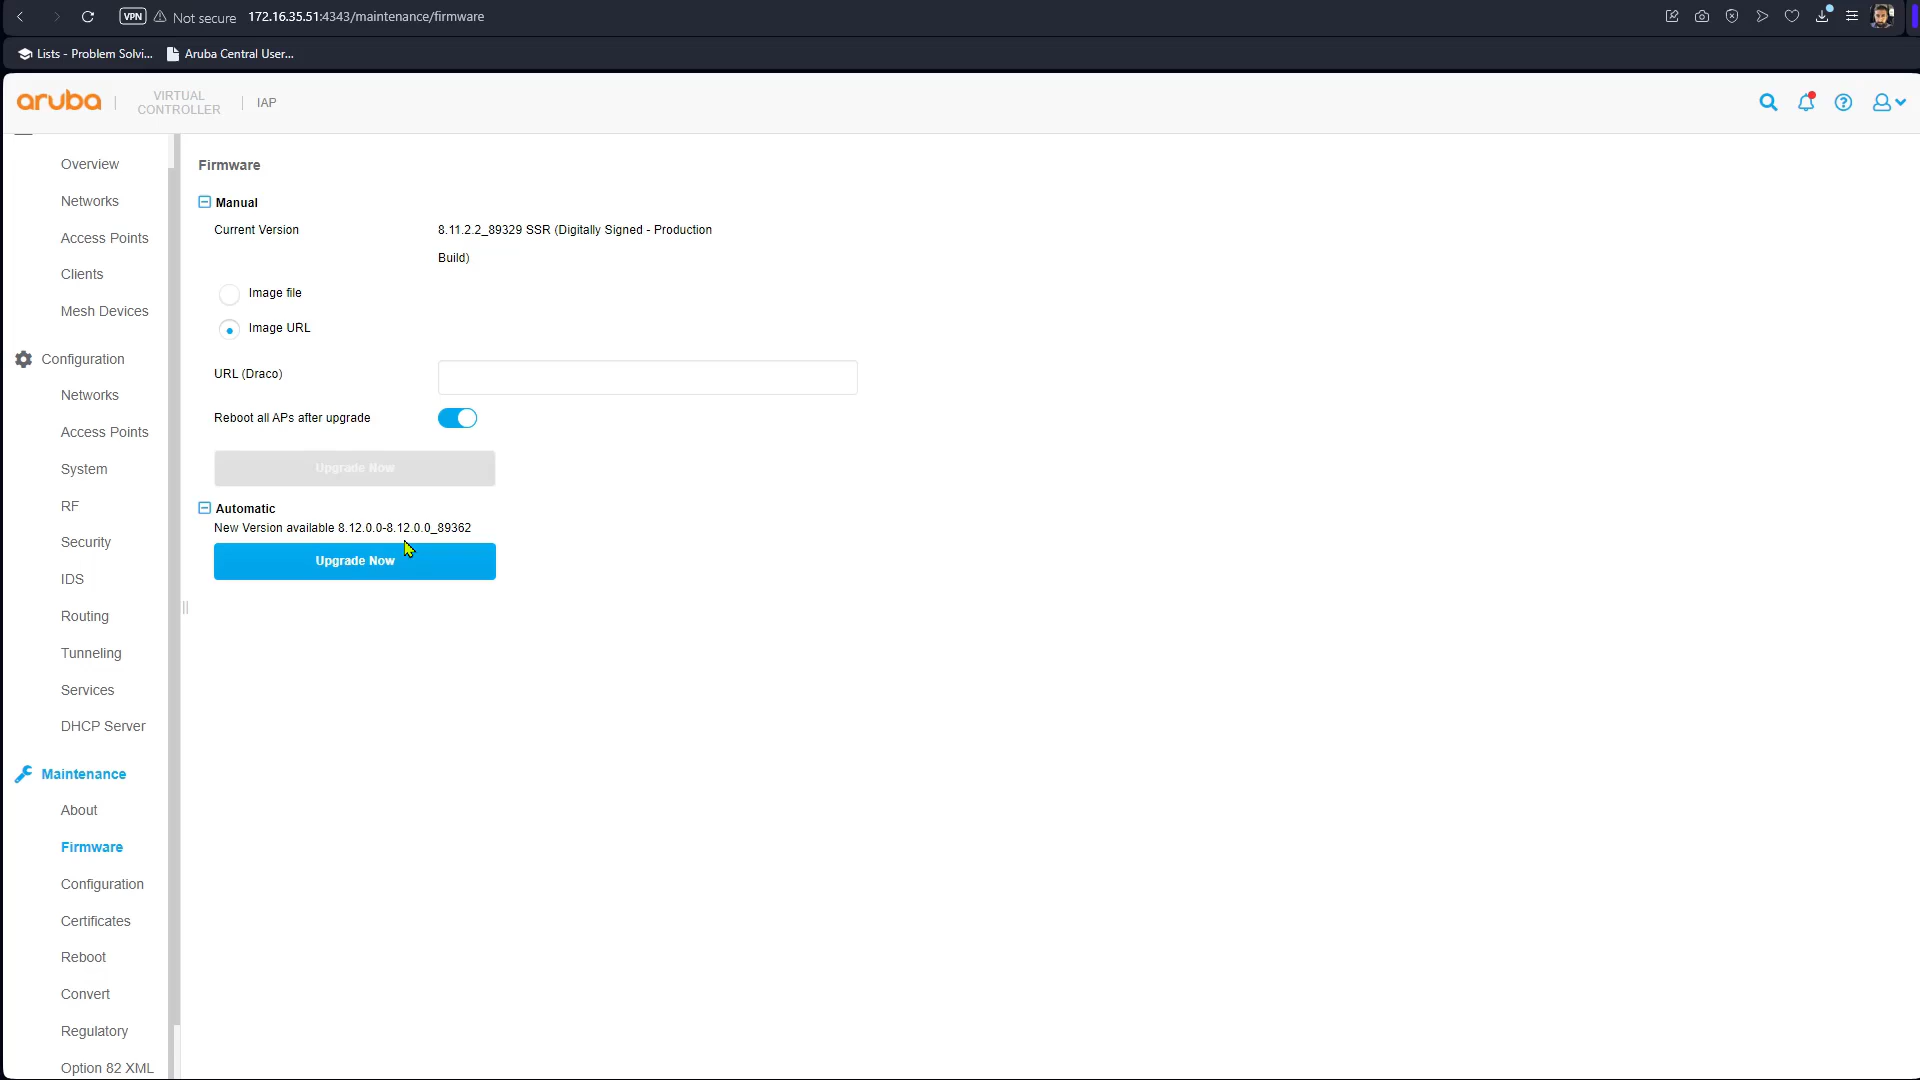 VPN Not secure 172.16.35.51:4343/maintenance/firmware
Lists - Problem Solvi... Aruba Central User...
aruba VIRTUAL CONTROLLER IAP
Overview
Networks
Access Points
Clients
Mesh Devices
Configuration
Networks
Access Points
System
RF
Security
IDS
Routing
Tunneling
Services
DHCP Server
Maintenance
About
Firmware
Configuration
Certificates
Reboot
Convert
Regulatory
Option 82 XML
Firmware
Manual
Current Version 8.11.2.2_89329 SSR (Digitally Signed - Production
Build)
Image file
Image URL
URL (Draco)
Reboot all APs after upgrade
Upgrade Now
Automatic
New Version available 8.12.0.0-8.12.0.0_89362
Upgrade Now